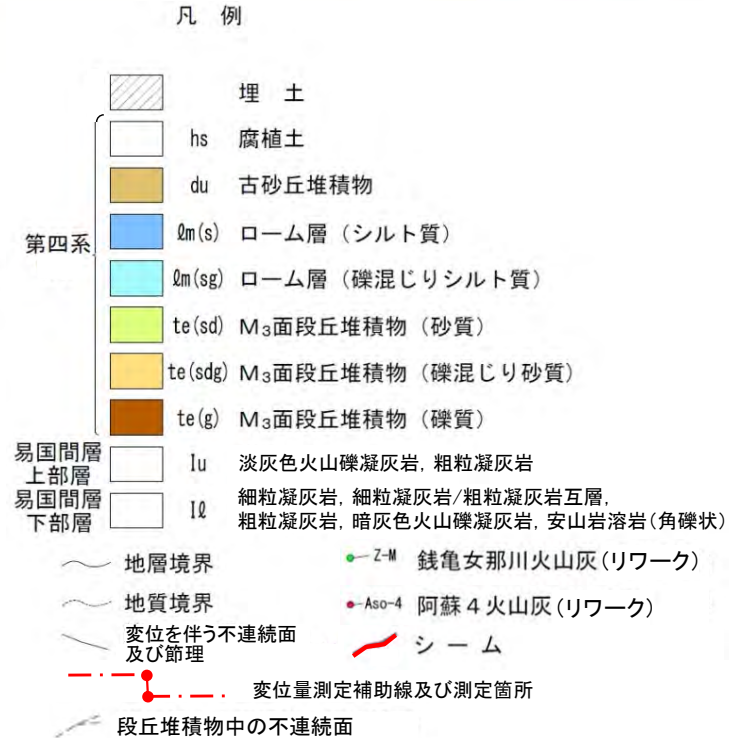 凡 例
埋 土
第四系
hs 腐植土
du 古砂丘堆積物
ℓm(s) ローム層 (シルト質)
ℓm(sg) ローム層 (礫混じりシルト質)
te(sd) M₃面段丘堆積物 (砂質)
te(sdg) M₃面段丘堆積物 (礫混じり砂質)
te(g) M₃面段丘堆積物 (礫質)
易国間層
上部層
Iu 淡灰色火山礫凝灰岩, 粗粒凝灰岩
易国間層
下部層
Iℓ
細粒凝灰岩, 細粒凝灰岩/粗粒凝灰岩互層,
粗粒凝灰岩, 暗灰色火山礫凝灰岩, 安山岩溶岩(角礫状)
地層境界
地質境界
変位を伴う不連続面
及び節理
Z-M 銭亀女那川火山灰(リワーク)
Aso-4 阿蘇4火山灰(リワーク)
シ ー ム
変位量測定補助線及び測定箇所
段丘堆積物中の不連続面